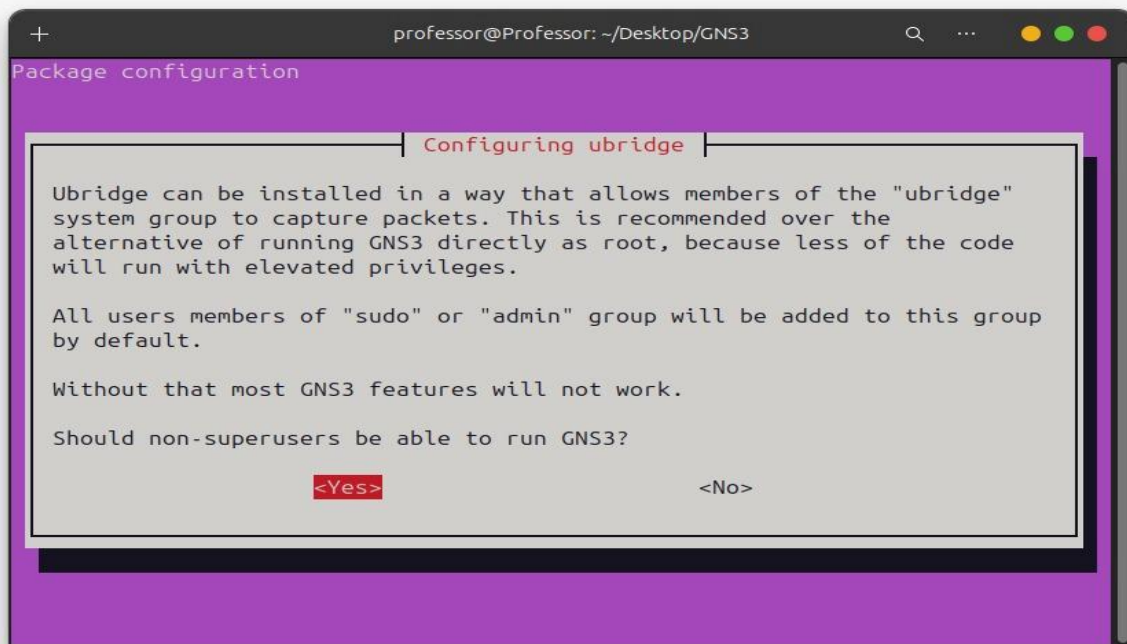 professor@Professor: ~/Desktop/GNS3
Package configuration
Configuring ubridge
Ubridge can be installed in a way that allows members of the "ubridge"
system group to capture packets. This is recommended over the
alternative of running GNS3 directly as root, because less of the code
will run with elevated privileges.
All users members of "sudo" or "admin" group will be added to this group
by default.
Without that most GNS3 features will not work.
Should non-superusers be able to run GNS3?
<Yes> <No>